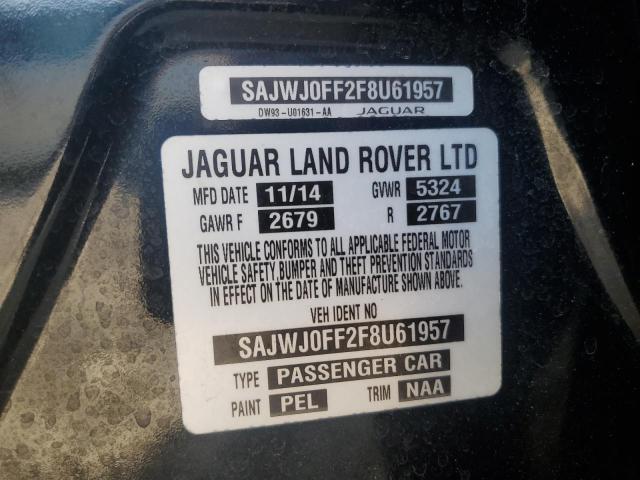 SAJWJ0FF2F8U61957
DW93-U01631-AA JAGUAR
JAGUAR LAND ROVER LTD
MFD DATE 11/14 GVWR 5324
GAWR F 2679 R 2767
THIS VEHICLE CONFORMS TO ALL APPLICABLE FEDERAL MOTOR
VEHICLE SAFETY,BUMPER AND THEFT PREVENTION STANDARDS
IN EFFECT ON THE DATE OF MANUFACTURE SHOWN ABOVE.
VEH IDENT NO
SAJWJ0FF2F8U61957
TYPE PASSENGER CAR
PAINT PEL TRIM NAA